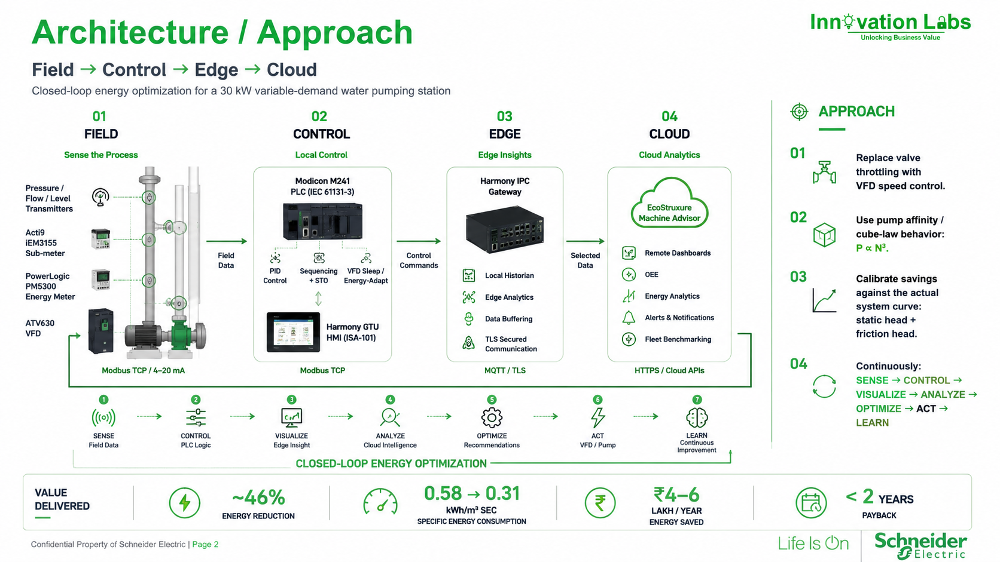 Architecture / Approach
Innovation Labs
Unlocking Business Value
Field → Control → Edge → Cloud
Closed-loop energy optimization for a 30 kW variable-demand water pumping station
01
FIELD
Sense the Process
Pressure /
Flow / Level
Transmitters
Acti9
iEM3155
Sub-meter
PowerLogic
PM5300
Energy Meter
ATV630
VFD
Modbus TCP / 4–20 mA
Field
Data
02
CONTROL
Local Control
Modicon M241
PLC (IEC 61131-3)
PID
Control
Sequencing
+ STO
VFD Sleep /
Energy-Adapt
Harmony GTU
HMI (ISA-101)
Modbus TCP
Control
Commands
03
EDGE
Edge Insights
Harmony IPC
Gateway
Local Historian
Edge Analytics
Data Buffering
TLS Secured
Communication
MQTT / TLS
Selected
Data
04
CLOUD
Cloud Analytics
EcoStruxure
Machine Advisor
Remote Dashboards
OEE
Energy Analytics
Alerts & Notifications
Fleet Benchmarking
HTTPS / Cloud APIs
APPROACH
01
Replace valve
throttling with
VFD speed control.
02
Use pump affinity /
cube-law behavior:
P ∝ N³.
03
Calibrate savings
against the actual
system curve:
static head +
friction head.
04
Continuously:
SENSE → CONTROL →
VISUALIZE → ANALYZE →
OPTIMIZE → ACT →
LEARN
1
SENSE
Field Data
2
CONTROL
PLC Logic
3
VISUALIZE
Edge Insight
4
ANALYZE
Cloud Intelligence
5
OPTIMIZE
Recommendations
6
ACT
VFD / Pump
7
LEARN
Continuous
Improvement
CLOSED-LOOP ENERGY OPTIMIZATION
VALUE
DELIVERED
~46%
ENERGY REDUCTION
0.58 → 0.31
kWh/m³ SEC
SPECIFIC ENERGY CONSUMPTION
₹
₹4–6
LAKH / YEAR
ENERGY SAVED
< 2 YEARS
PAYBACK
Confidential Property of Schneider Electric | Page 2
Life Is On
Schneider
Electric